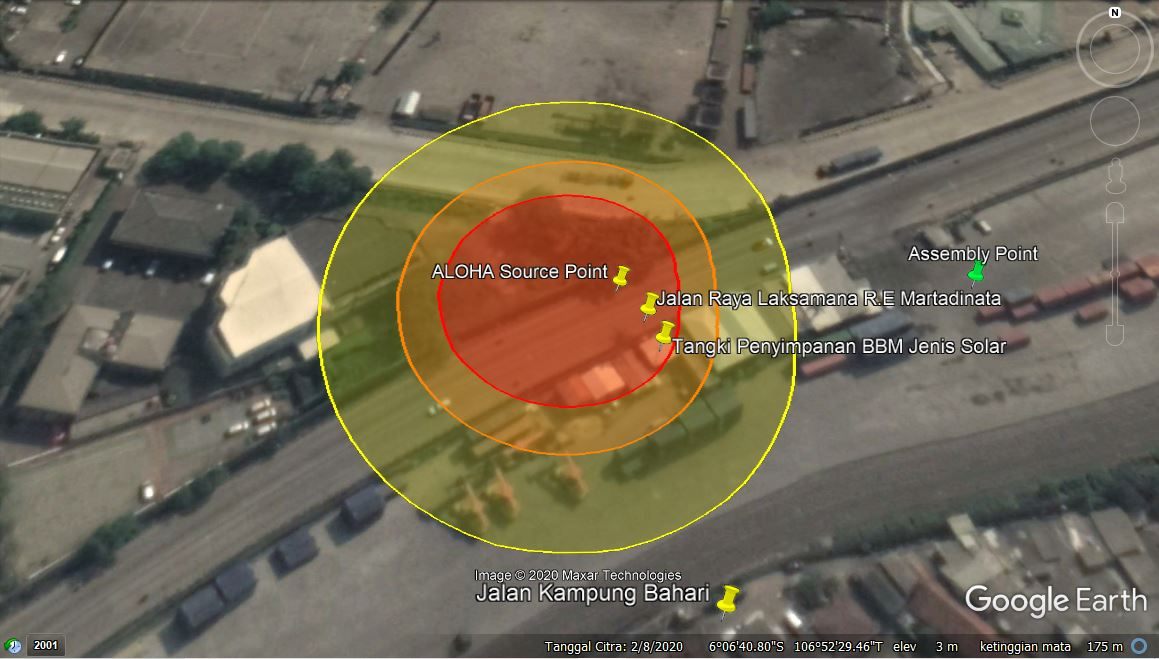 N
Assembly Point
ALOHA Source Point
Jalan Raya Laksamana R.E Martadinata
Tangki Penyimpanan BBM Jenis Solar
Image © 2020 Maxar Technologies
Jalan Kampung Bahari
Google Earth
2001
Tanggal Citra: 2/8/2020 6°06'40.80"S 106°52'29.46"T elev 3 m ketinggian mata 175 m